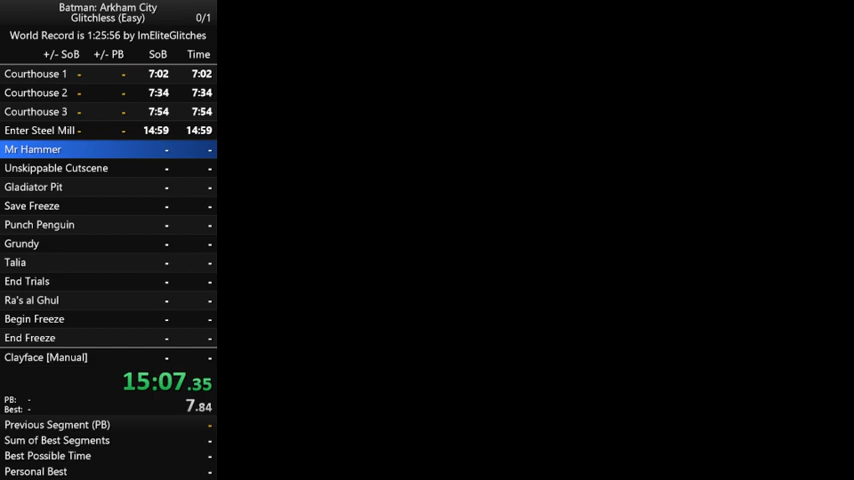 Batman: Arkham City
Glitchless (Easy) 0/1
World Record is 1:25:56 by ImEliteGlitches
+/- SoB +/- PB SoB Time
Courthouse 1 - - 7:02 7:02
Courthouse 2 - - 7:34 7:34
Courthouse 3 - - 7:54 7:54
Enter Steel Mill - - 14:59 14:59
Mr Hammer - -
Unskippable Cutscene - -
Gladiator Pit - -
Save Freeze - -
Punch Penguin - -
Grundy - -
Talia - -
End Trials - -
Ra's al Ghul - -
Begin Freeze - -
End Freeze - -
Clayface [Manual] - -
15:07.35
PB: -
Best: - 7.84
Previous Segment (PB) -
Sum of Best Segments -
Best Possible Time -
Personal Best -